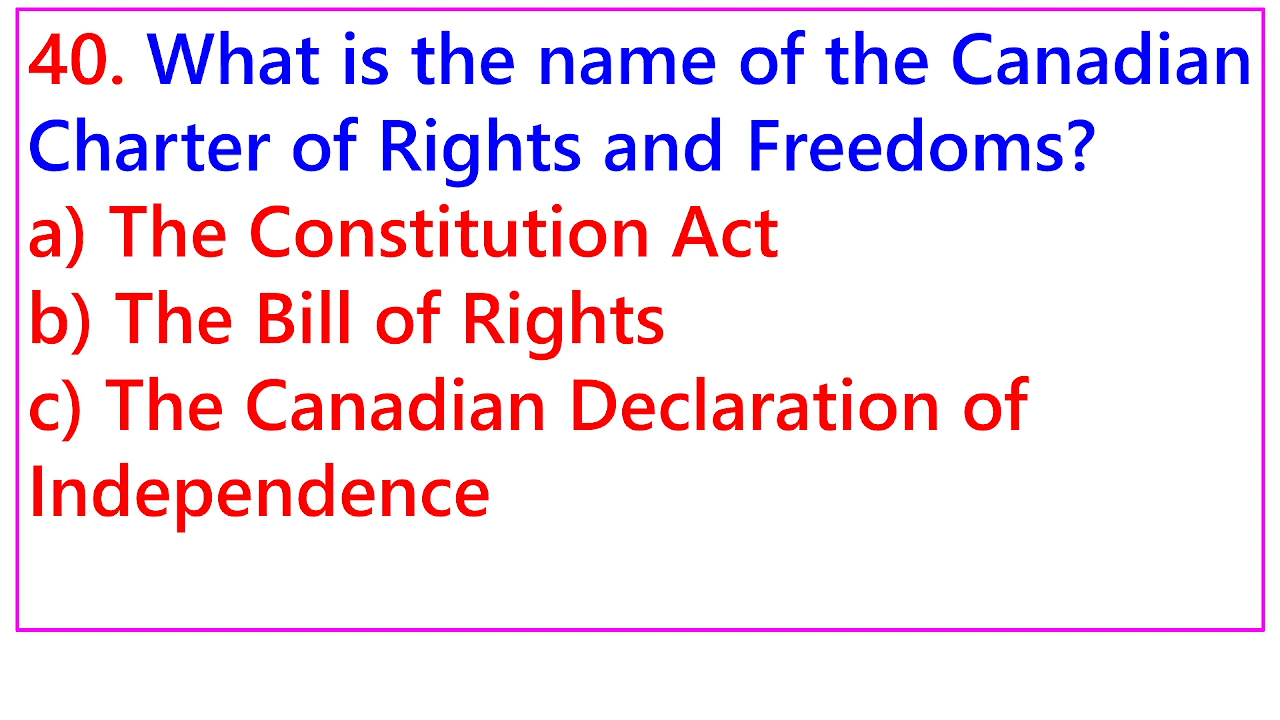 40. What is the name of the Canadian
Charter of Rights and Freedoms?
a) The Constitution Act
b) The Bill of Rights
c) The Canadian Declaration of
Independence